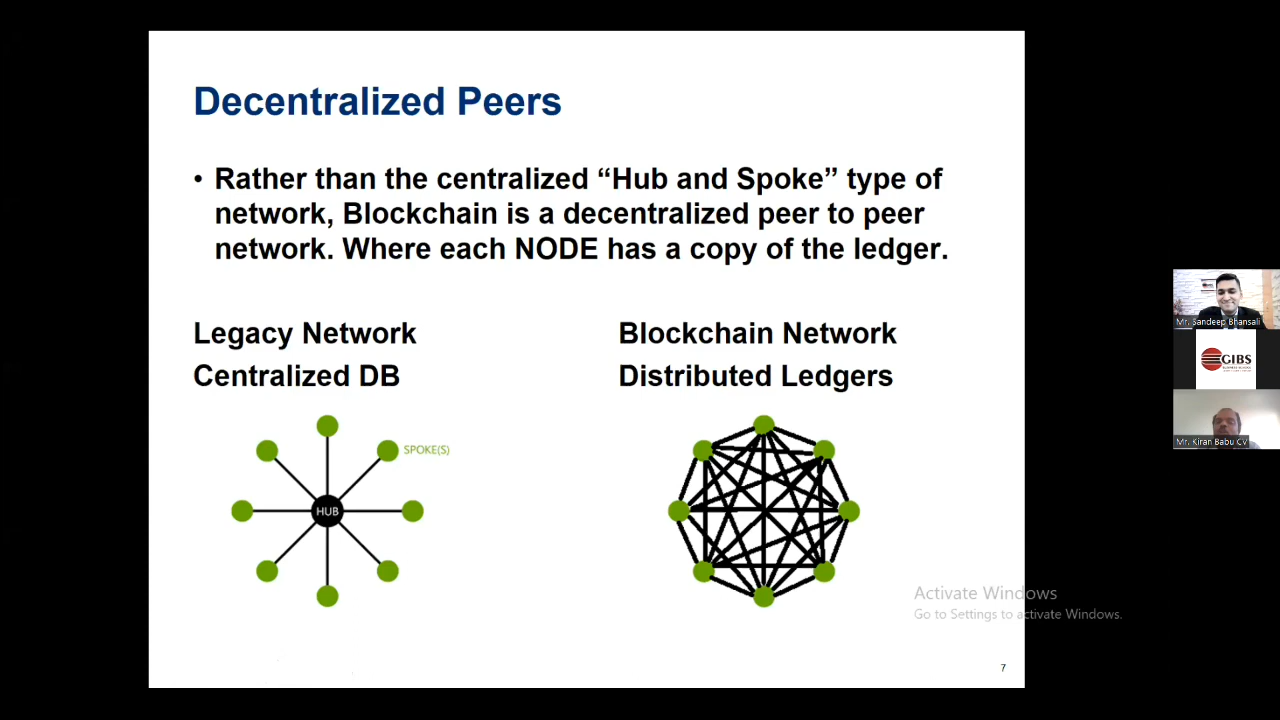 Decentralized Peers
• Rather than the centralized “Hub and Spoke” type of
network, Blockchain is a decentralized peer to peer
network. Where each NODE has a copy of the ledger.
Legacy Network
Centralized DB
Blockchain Network
Distributed Ledgers
SPOKE(S)
HUB
Activate Windows
Go to Settings to activate Windows.
7
Mr. Sandeep Bhansali
GIBS
Mr. Kiran Babu CV